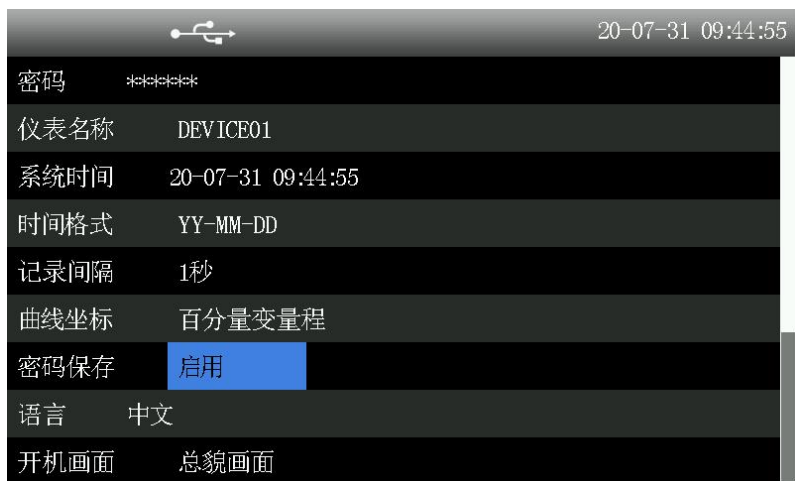 20-07-31 09:44:55
密码 ******
仪表名称 DEVICE01
系统时间 20-07-31 09:44:55
时间格式 YY-MM-DD
记录间隔 1秒
曲线坐标 百分量变量程
密码保存 启用
语言 中文
开机画面 总貌画面